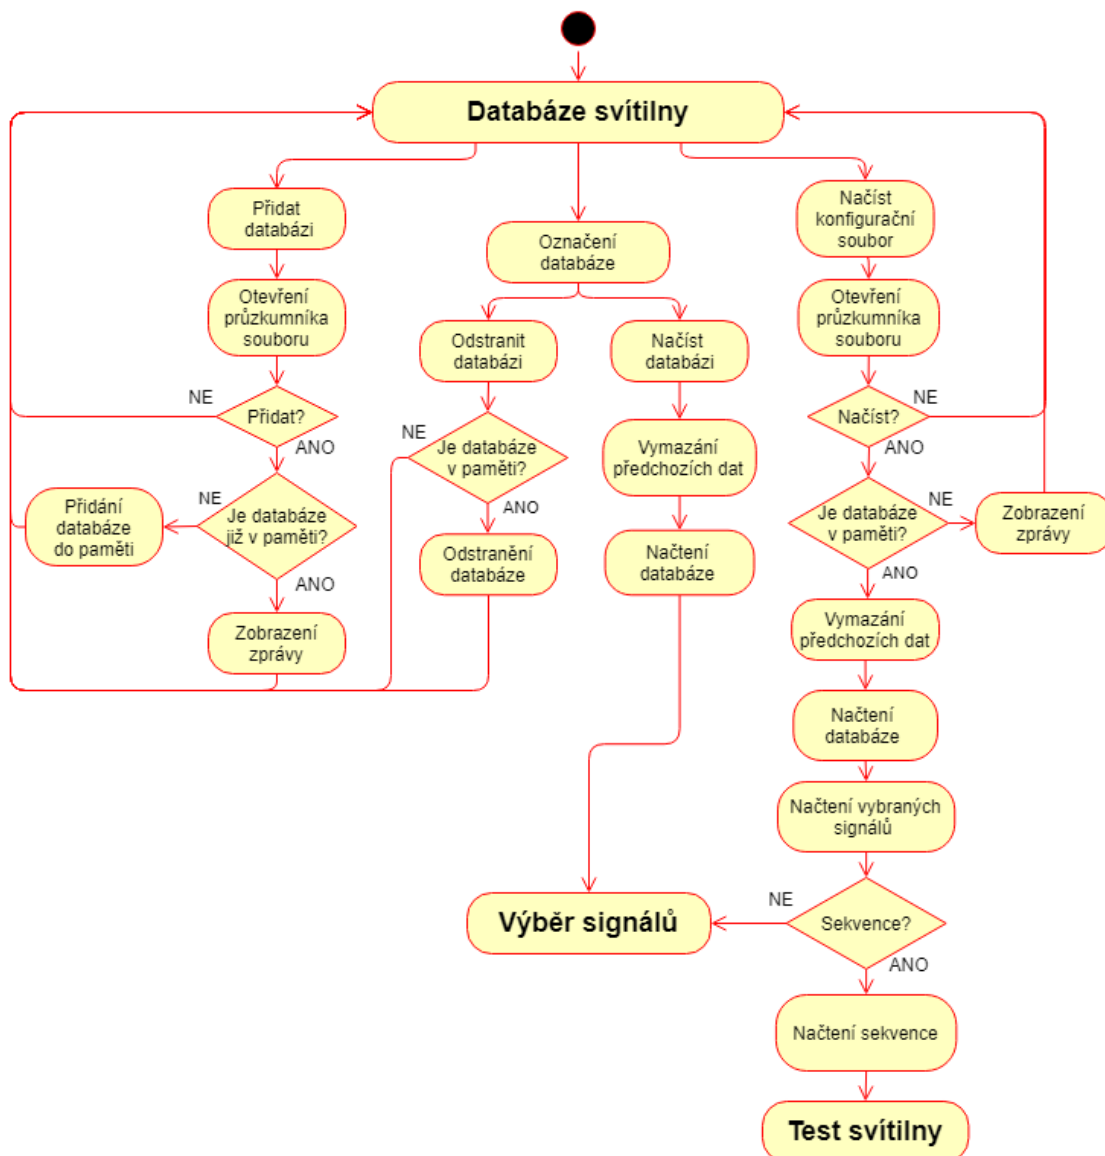 Databáze svítilny
Přidat
databázi
Označení
databáze
Načíst
konfigurační
soubor
Otevření
průzkumníka
souboru
Odstranit
databázi
Načíst
databázi
Otevření
průzkumníka
souboru
NE
Přidat?
ANO
NE
Je databáze
v paměti?
ANO
Vymazání
předchozích dat
Načíst?
NE
ANO
Přidání
databáze
do paměti
NE
Je databáze
již v paměti?
ANO
Odstranění
databáze
Načtení
databáze
Je databáze
v paměti?
NE
ANO
Zobrazení
zprávy
Zobrazení
zprávy
Vymazání
předchozích dat
Načtení
databáze
Načtení vybraných
signálů
Výběr signálů
NE
Sekvence?
ANO
Načtení sekvence
Test svítilny